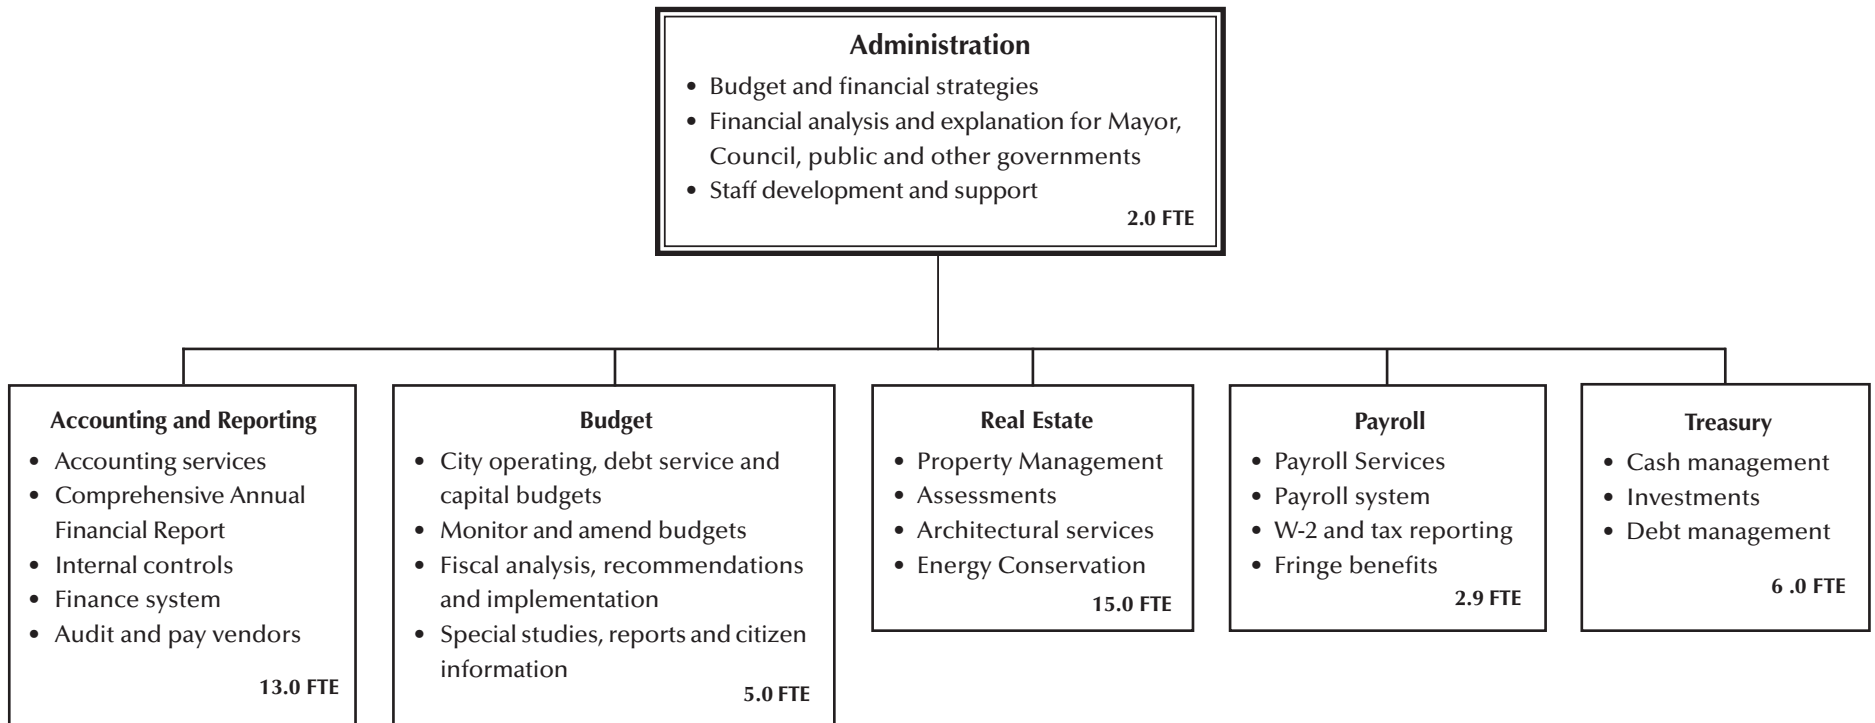 Administration
• Budget and financial strategies
• Financial analysis and explanation for Mayor,
Council, public and other governments
• Staff development and support
2.0 FTE
Accounting and Reporting
• Accounting services
• Comprehensive Annual
Financial Report
• Internal controls
• Finance system
• Audit and pay vendors
13.0 FTE
Budget
• City operating, debt service and
capital budgets
• Monitor and amend budgets
• Fiscal analysis, recommendations
and implementation
• Special studies, reports and citizen
information
5.0 FTE
Real Estate
• Property Management
• Assessments
• Architectural services
• Energy Conservation
15.0 FTE
Payroll
• Payroll Services
• Payroll system
• W-2 and tax reporting
• Fringe benefits
2.9 FTE
Treasury
• Cash management
• Investments
• Debt management
6 .0 FTE